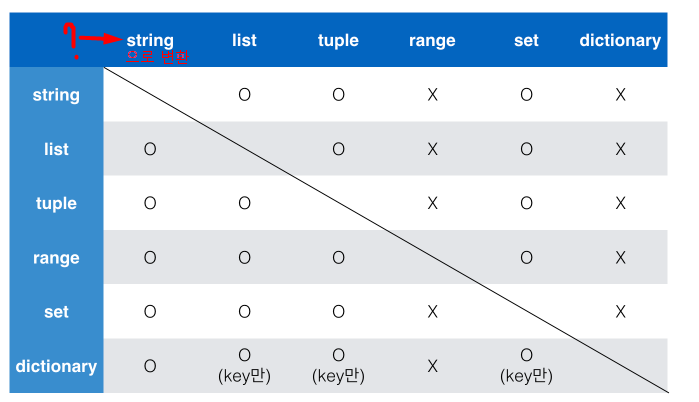 ? → string list tuple range set dictionary
string O O X O X
list O O X O X
tuple O O X O X
range O O O O X
set O O O X X
dictionary O O (key만) O (key만) X O (key만)